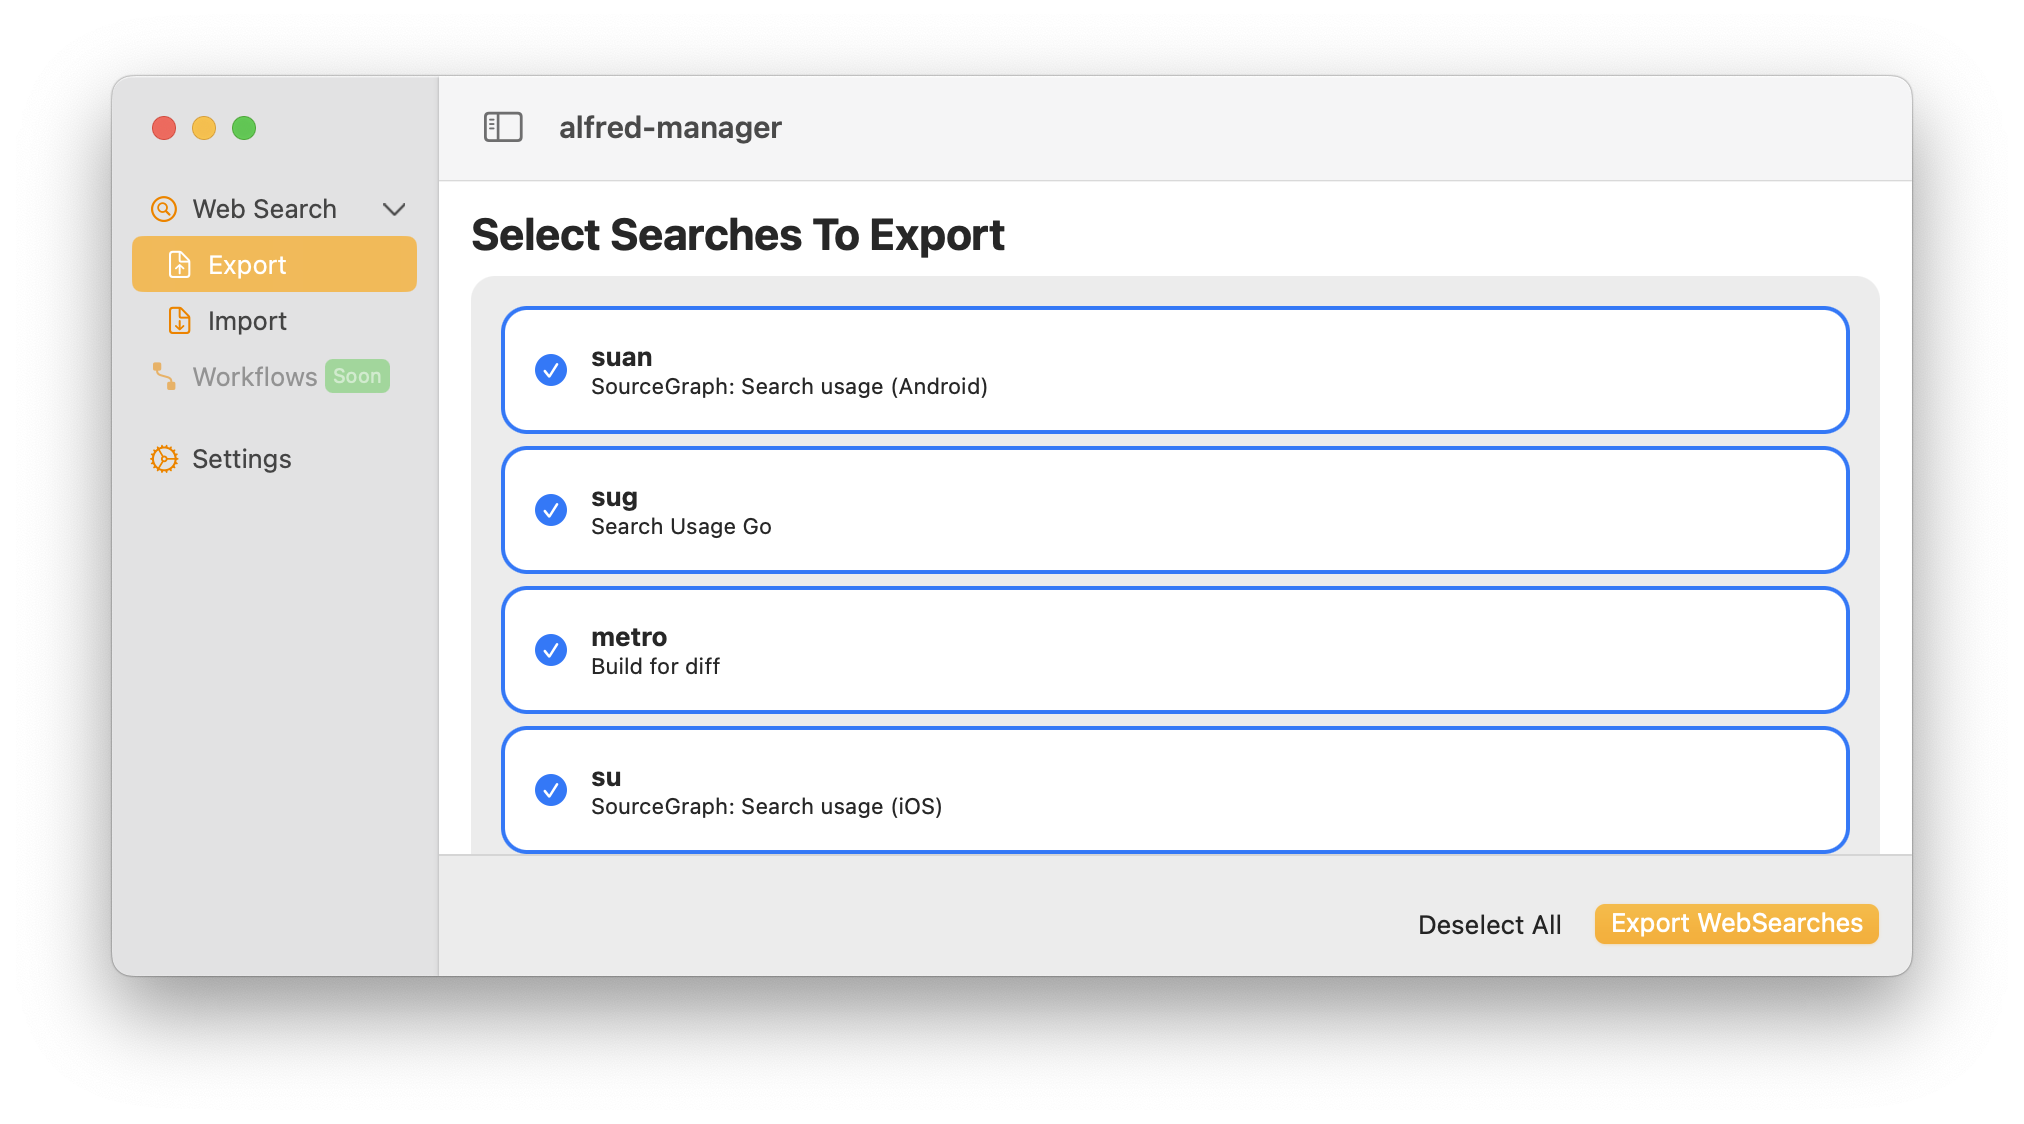 alfred-manager
Web Search
Export
Import
Workflows Soon
Settings
Select Searches To Export
suan
SourceGraph: Search usage (Android)
sug
Search Usage Go
metro
Build for diff
su
SourceGraph: Search usage (iOS)
Deselect All
Export WebSearches